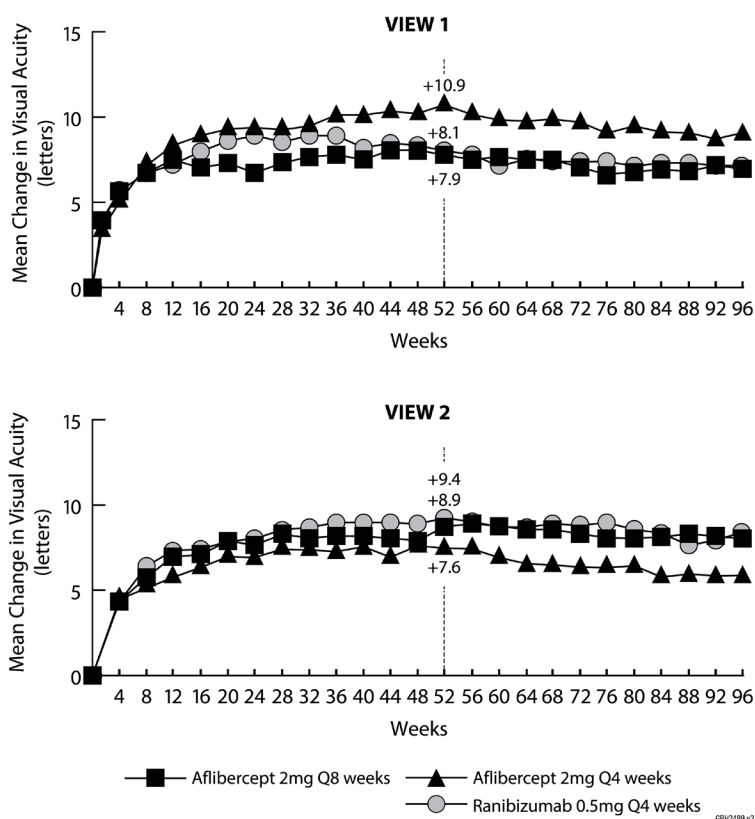 VIEW 1
Mean Change in Visual Acuity
(letters)
15
10
5
0
+10.9
+8.1
+7.9
4 8 12 16 20 24 28 32 36 40 44 48 52 56 60 64 68 72 76 80 84 88 92 96
Weeks
VIEW 2
Mean Change in Visual Acuity
(letters)
15
10
5
0
+9.4
+8.9
+7.6
4 8 12 16 20 24 28 32 36 40 44 48 52 56 60 64 68 72 76 80 84 88 92 96
Weeks
Aflibercept 2mg Q8 weeks
Aflibercept 2mg Q4 weeks
Ranibizumab 0.5mg Q4 weeks